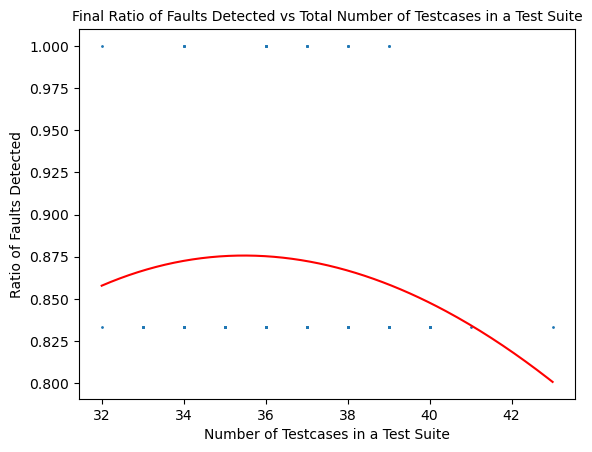 Final Ratio of Faults Detected vs Total Number of Testcases in a Test Suite
1.000
0.975
0.950
0.925
0.900
0.875
0.850
0.825
0.800
Ratio of Faults Detected
32 34 36 38 40 42
Number of Testcases in a Test Suite